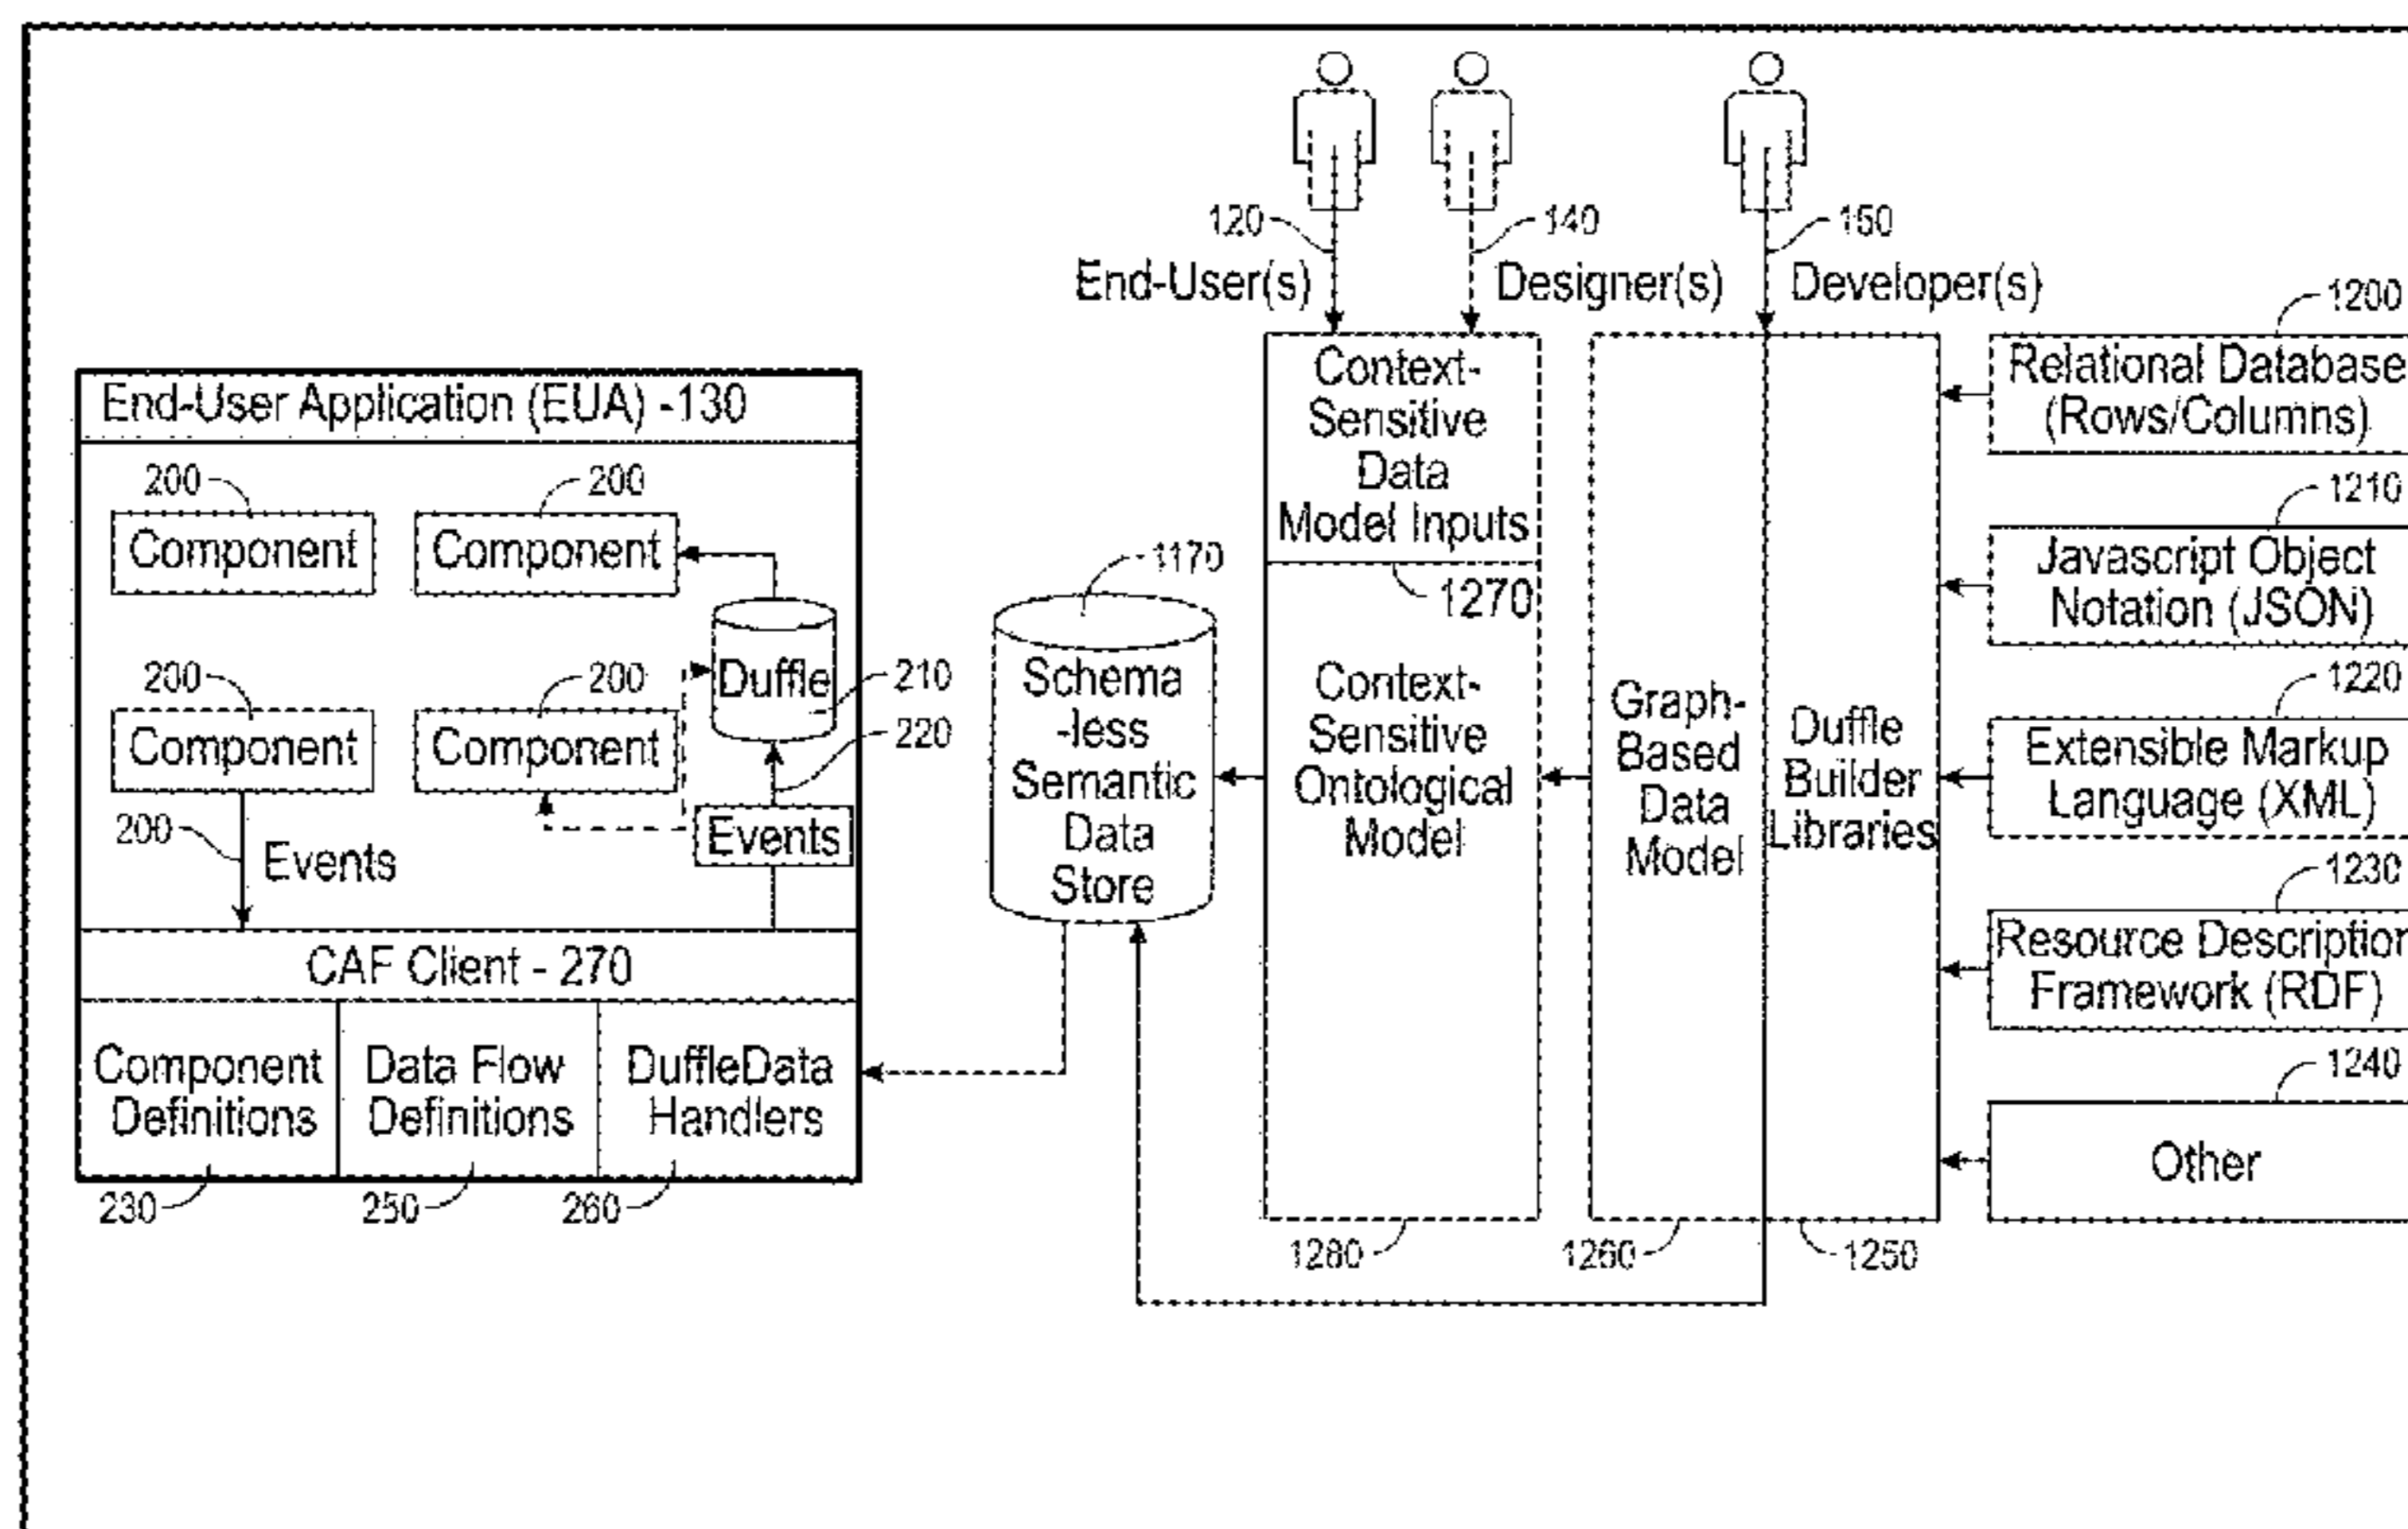 120
140
150
End-User(s)
Designer(s)
Developer(s)
End-User Application (EUA) -130
200
200
Component
Component
200
200
Duffle
210
220
Component
Component
200
Events
Events
CAF Client - 270
Component
Definitions
Data Flow
Definitions
DuffleData
Handlers
230
250
260
1170
Schema
-less
Semantic
Data
Store
Context-
Sensitive
Data
Model Inputs
1270
Context-
Sensitive
Ontological
Model
1280
Graph-
Based
Data
Model
1260
Duffle
Builder
Libraries
1250
1200
Relational Database
(Rows/Columns)
1210
Javascript Object
Notation (JSON)
1220
Extensible Markup
Language (XML)
1230
Resource Description
Framework (RDF)
1240
Other